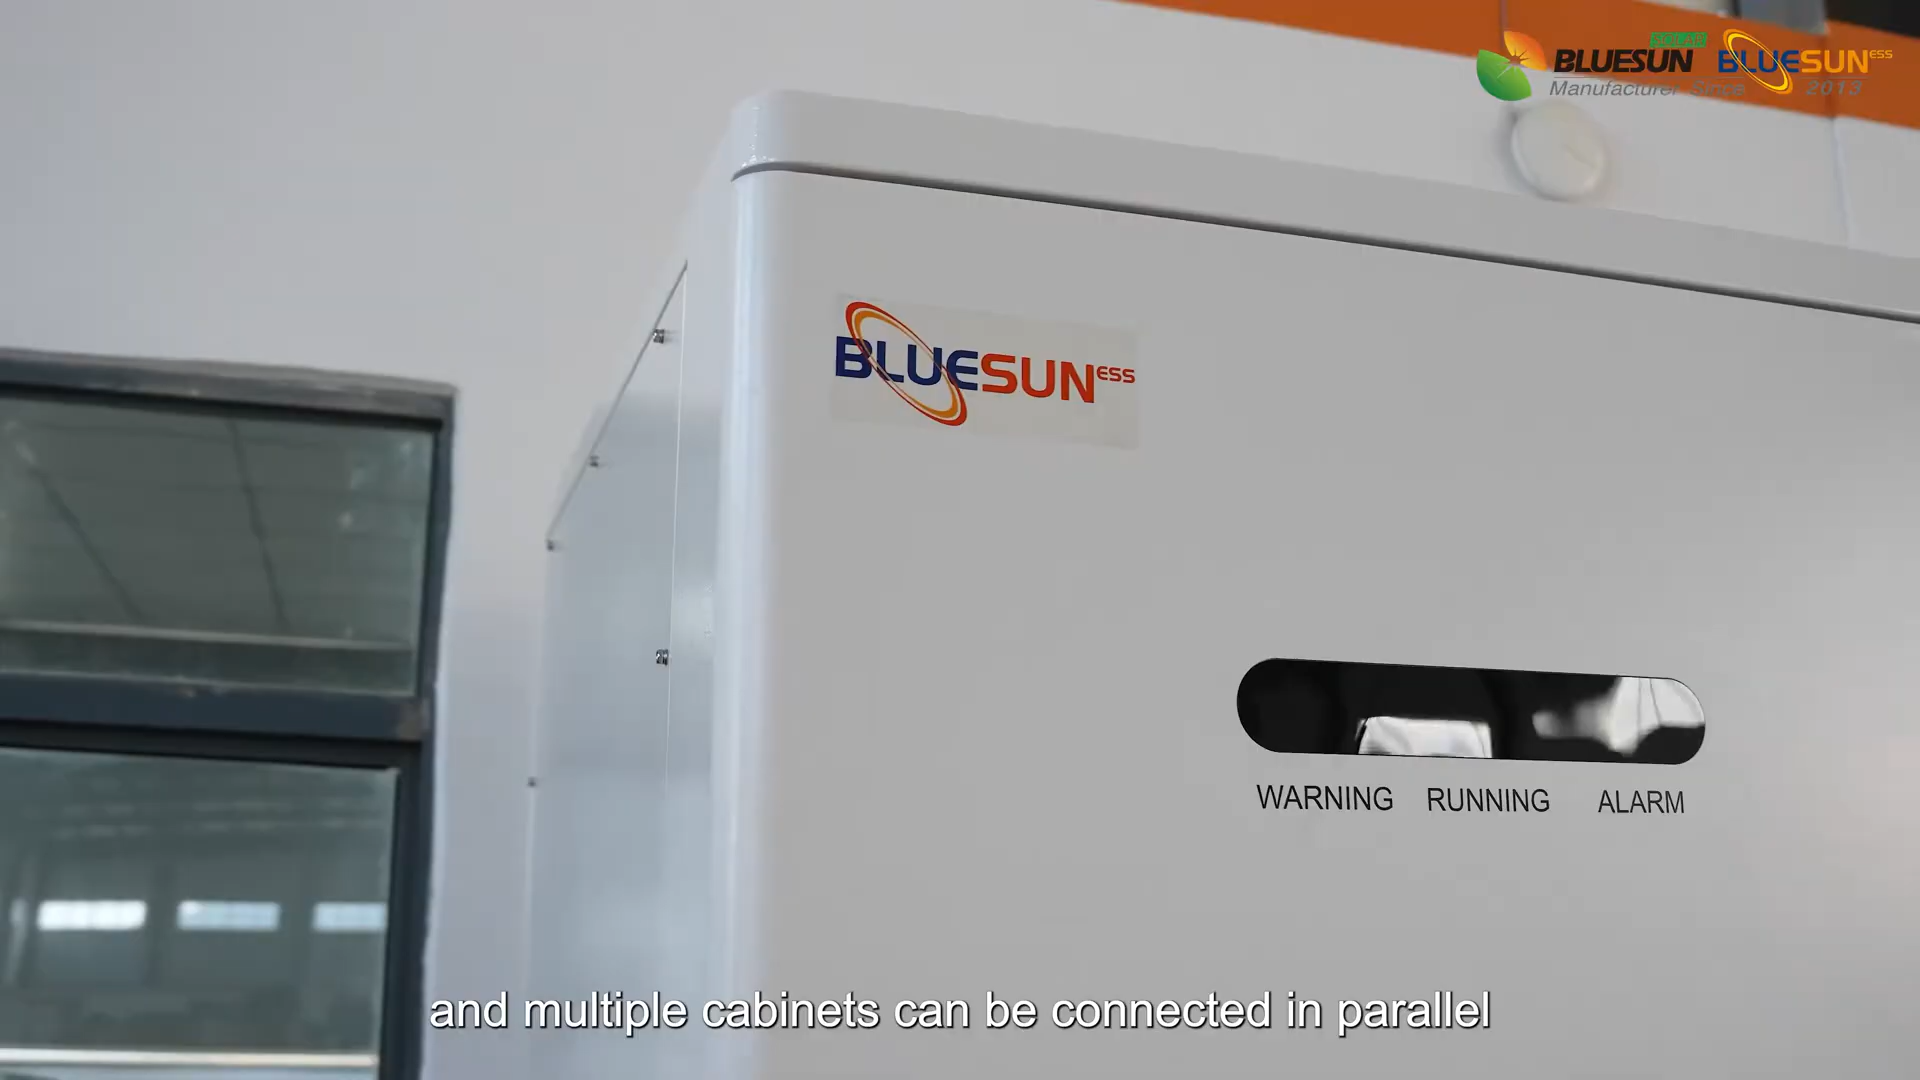 SOLAR
BLUESUN BLUESUN ESS
Manufacturer Since 2013
BLUESUN ESS
WARNING RUNNING ALARM
and multiple cabinets can be connected in parallel